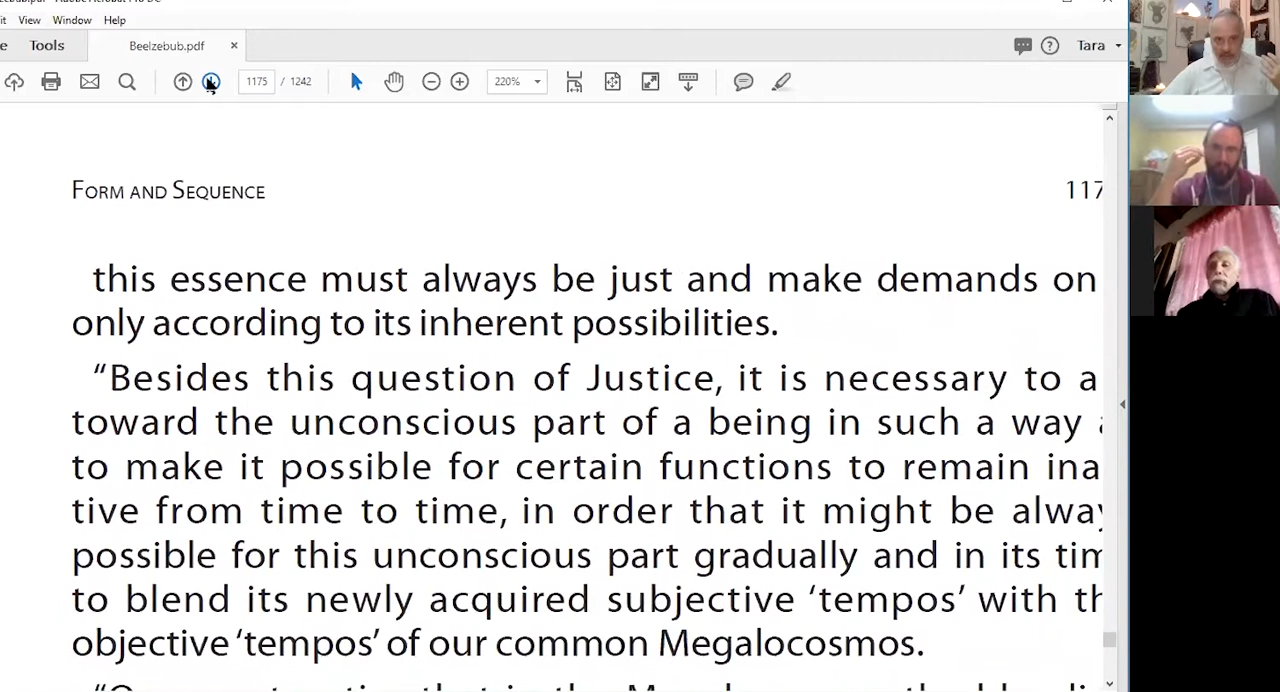 View Window Help
Tools Beelzebub.pdf × Tara
1175 / 1242 220%
FORM AND SEQUENCE 117
this essence must always be just and make demands on
only according to its inherent possibilities.
“Besides this question of Justice, it is necessary to a
toward the unconscious part of a being in such a way
to make it possible for certain functions to remain ina
tive from time to time, in order that it might be alway
possible for this unconscious part gradually and in its tim
to blend its newly acquired subjective ‘tempos’ with th
objective ‘tempos’ of our common Megalocosmos.